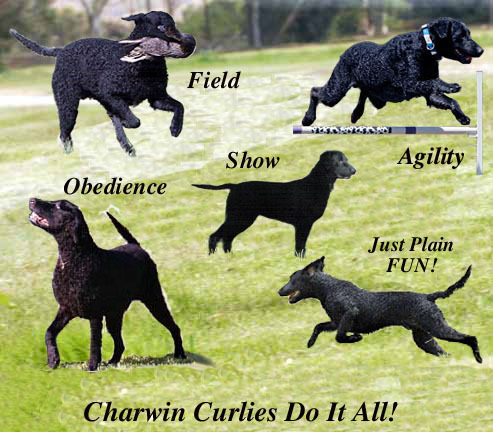 Field
Show
Agility
Obedience
Just Plain
FUN!
Charwin Curlies Do It All!